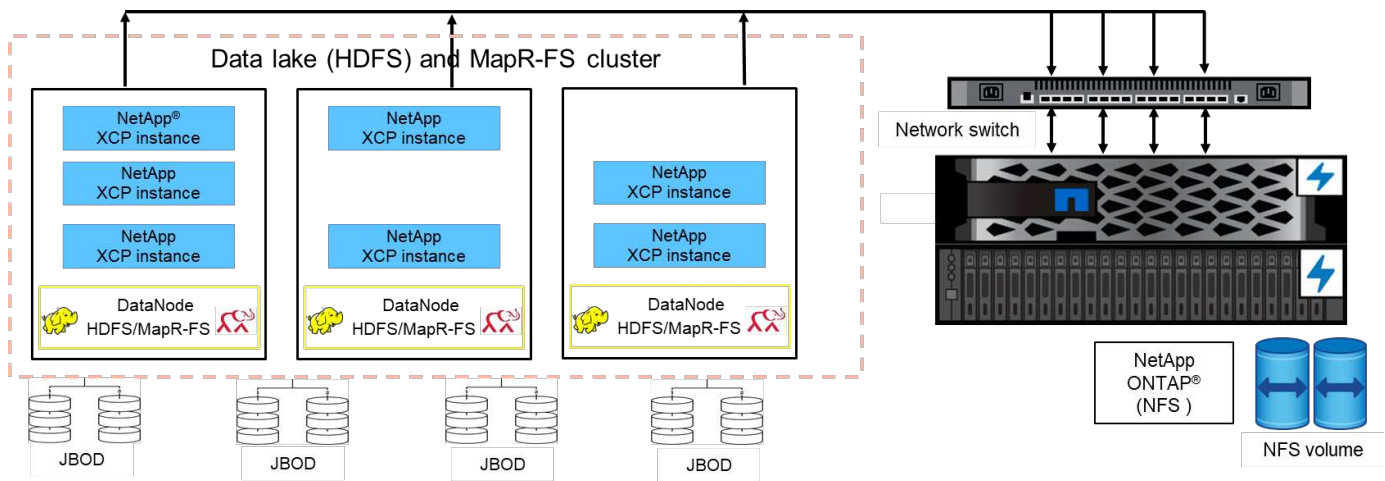 Data lake (HDFS) and MapR-FS cluster
NetApp®
XCP instance
NetApp
XCP instance
NetApp
XCP instance
DataNode
HDFS/MapR-FS
NetApp
XCP instance
NetApp
XCP instance
DataNode
HDFS/MapR-FS
NetApp
XCP instance
NetApp
XCP instance
DataNode
HDFS/MapR-FS
JBOD
JBOD
JBOD
JBOD
Network switch
NetApp
ONTAP®
(NFS )
NFS volume